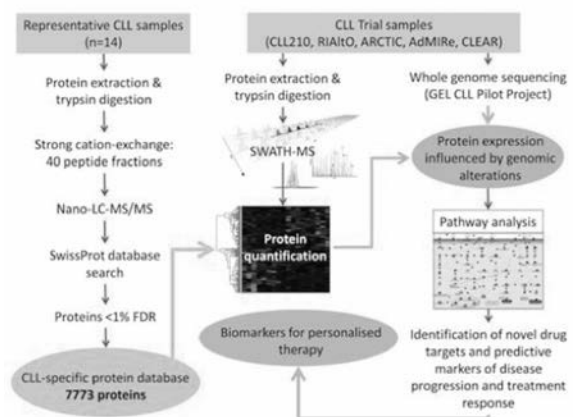 Representative CLL samples
(n=14)
Protein extraction &
trypsin digestion
Strong cation-exchange:
40 peptide fractions
Nano-LC-MS/MS
SwissProt database
search
Proteins <1% FDR
CLL-specific protein database
7773 proteins
CLL Trial samples
(CLL210, RIAltO, ARCTIC, AdMIRe, CLEAR)
Protein extraction &
trypsin digestion
SWATH-MS
Protein
quantification
Whole genome sequencing
(GEL CLL Pilot Project)
Protein expression
influenced by genomic
alterations
Pathway analysis
Identification of novel drug
targets and predictive
markers of disease
progression and treatment
response
Biomarkers for personalised
therapy